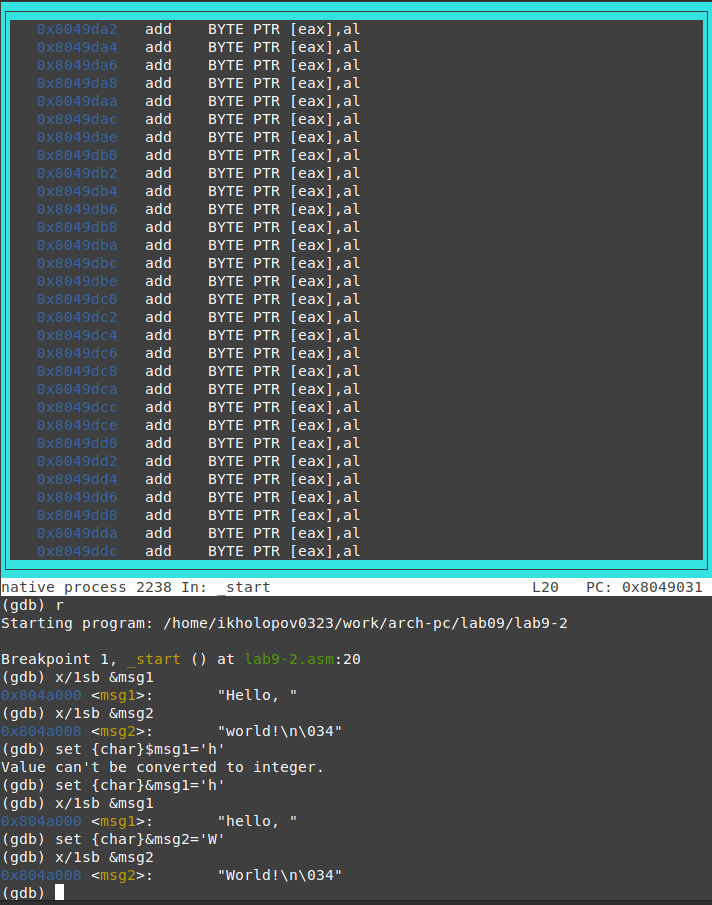 0x8049da2 add BYTE PTR [eax],al
0x8049da4 add BYTE PTR [eax],al
0x8049da6 add BYTE PTR [eax],al
0x8049da8 add BYTE PTR [eax],al
0x8049daa add BYTE PTR [eax],al
0x8049dac add BYTE PTR [eax],al
0x8049dae add BYTE PTR [eax],al
0x8049db0 add BYTE PTR [eax],al
0x8049db2 add BYTE PTR [eax],al
0x8049db4 add BYTE PTR [eax],al
0x8049db6 add BYTE PTR [eax],al
0x8049db8 add BYTE PTR [eax],al
0x8049dba add BYTE PTR [eax],al
0x8049dbc add BYTE PTR [eax],al
0x8049dbe add BYTE PTR [eax],al
0x8049dc0 add BYTE PTR [eax],al
0x8049dc2 add BYTE PTR [eax],al
0x8049dc4 add BYTE PTR [eax],al
0x8049dc6 add BYTE PTR [eax],al
0x8049dc8 add BYTE PTR [eax],al
0x8049dca add BYTE PTR [eax],al
0x8049dcc add BYTE PTR [eax],al
0x8049dce add BYTE PTR [eax],al
0x8049dd0 add BYTE PTR [eax],al
0x8049dd2 add BYTE PTR [eax],al
0x8049dd4 add BYTE PTR [eax],al
0x8049dd6 add BYTE PTR [eax],al
0x8049dd8 add BYTE PTR [eax],al
0x8049dda add BYTE PTR [eax],al
0x8049ddc add BYTE PTR [eax],al
native process 2238 In: _start L20 PC: 0x8049031
(gdb) r
Starting program: /home/ikholopov0323/work/arch-pc/lab09/lab9-2
Breakpoint 1, _start () at lab9-2.asm:20
(gdb) x/1sb &msg1
0x804a000 <msg1>: "Hello, "
(gdb) x/1sb &msg2
0x804a008 <msg2>: "world!\n\034"
(gdb) set {char}$msg1='h'
Value can't be converted to integer.
(gdb) set {char}&msg1='h'
(gdb) x/1sb &msg1
0x804a000 <msg1>: "hello, "
(gdb) set {char}&msg2='W'
(gdb) x/1sb &msg2
0x804a008 <msg2>: "World!\n\034"
(gdb)